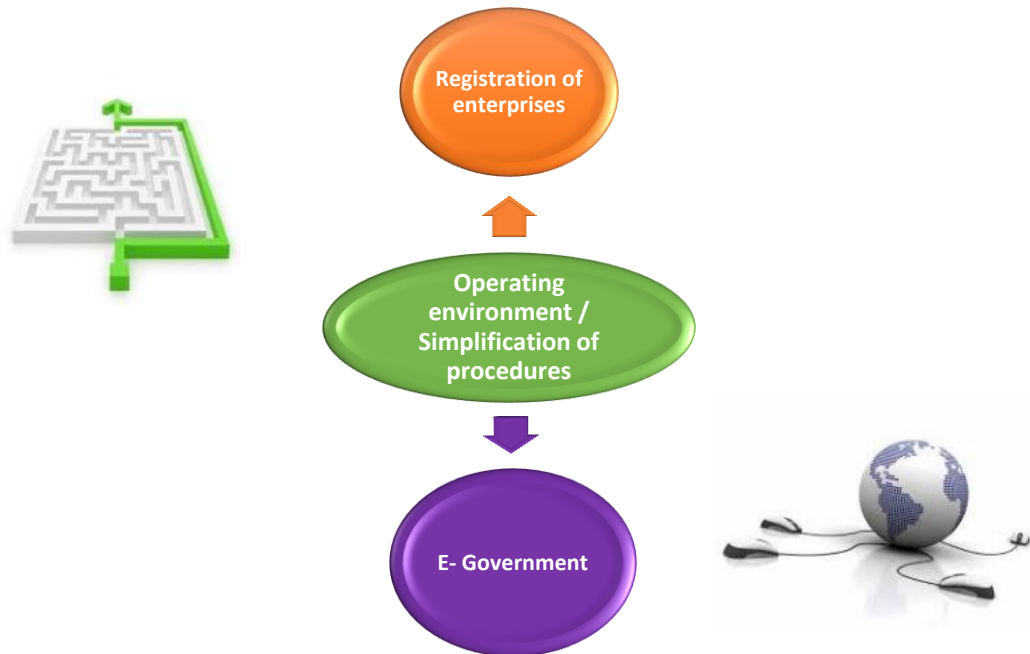 Registration of
enterprises
Operating
environment /
Simplification of
procedures
E- Government